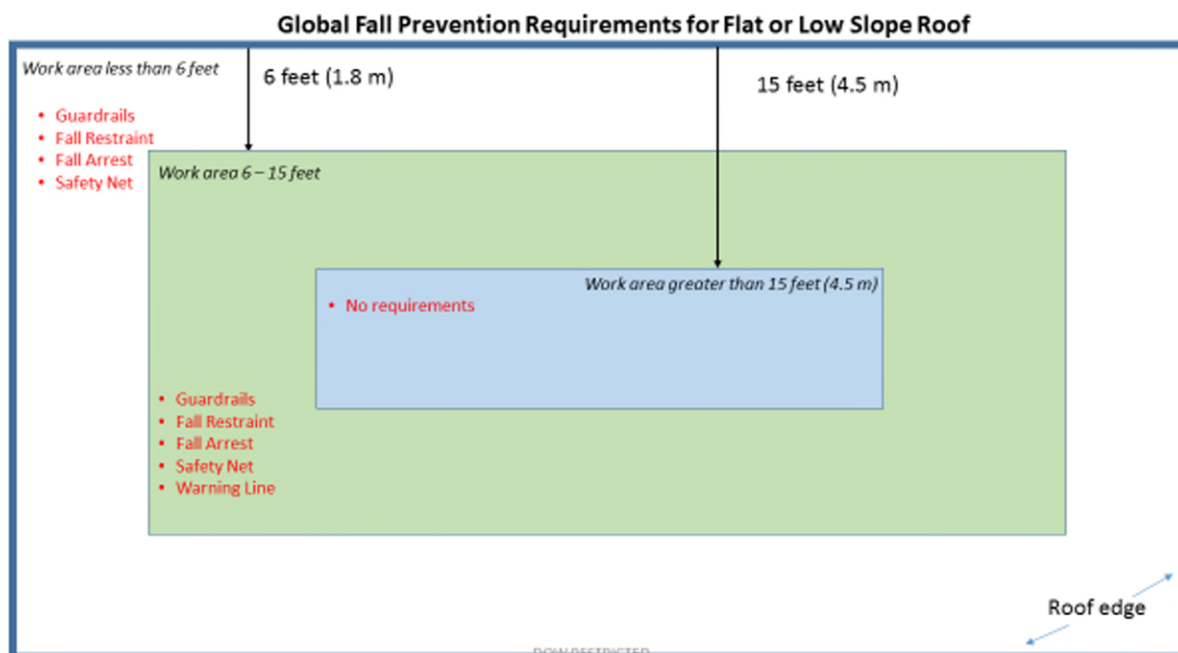 Global Fall Prevention Requirements for Flat or Low Slope Roof
Work area less than 6 feet
6 feet (1.8 m)
15 feet (4.5 m)
• Guardrails
• Fall Restraint
• Fall Arrest
• Safety Net
Work area 6 – 15 feet
Work area greater than 15 feet (4.5 m)
• No requirements
• Guardrails
• Fall Restraint
• Fall Arrest
• Safety Net
• Warning Line
Roof edge
DOW RESTRICTED